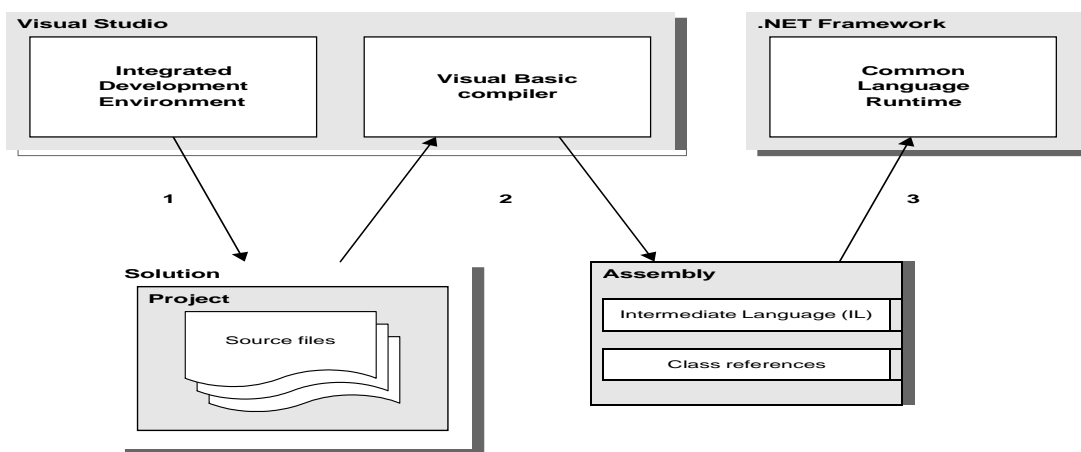 Visual Studio
.NET Framework
Integrated
Development
Environment
Visual Basic
compiler
Common
Language
Runtime
1
2
3
Solution
Project
Source files
Assembly
Intermediate Language (IL)
Class references